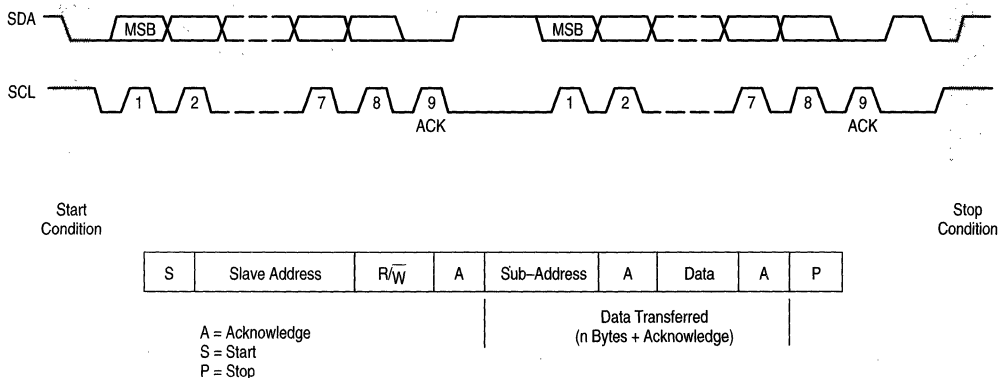 SDA
MSB
MSB
SCL
1 2 7 8 9 1 2 7 8 9
ACK
ACK
Start
Condition
Stop
Condition
S Slave Address R/W̅ A Sub–Address A Data A P
Data Transferred
(n Bytes + Acknowledge)
A = Acknowledge
S = Start
P = Stop